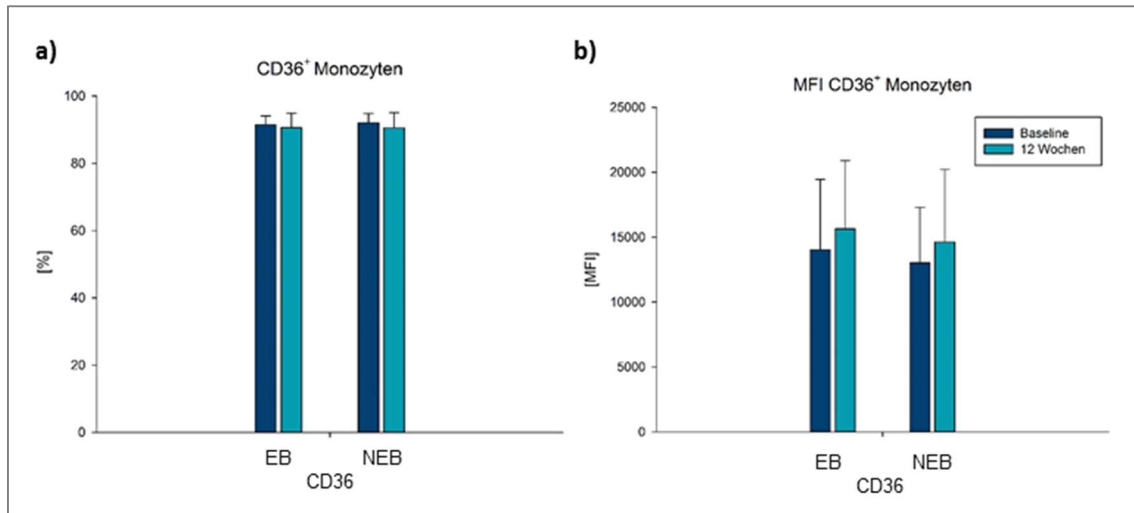 a)
CD36+ Monozyten
100
80
60
40
20
0
[%]
EB NEB
CD36
b)
MFI CD36+ Monozyten
25000
20000
15000
10000
5000
0
[MFI]
Baseline
12 Wochen
EB NEB
CD36